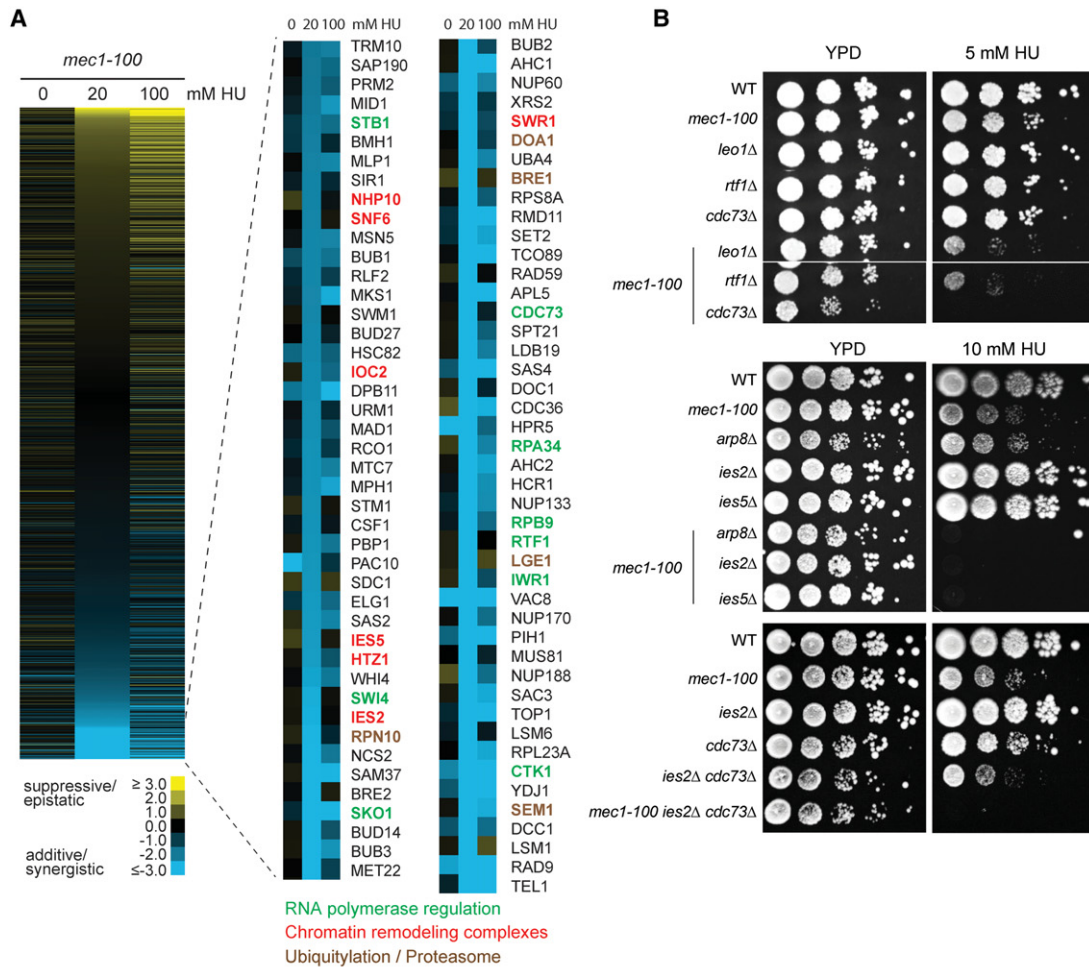 A
mec1-100
0 20 100 mM HU
suppressive/
epistatic
additive/
synergistic
≥ 3.0
2.0
1.0
0.0
-1.0
-2.0
≤-3.0
0 20 100 mM HU
TRM10
SAP190
PRM2
MID1
STB1
BMH1
MLP1
SIR1
NHP10
SNF6
MSN5
BUB1
RLF2
MKS1
SWM1
BUD27
HSC82
IOC2
DPB11
URM1
MAD1
RCO1
MTC7
MPH1
STM1
CSF1
PBP1
PAC10
SDC1
ELG1
SAS2
IES5
HTZ1
WHI4
SWI4
IES2
RPN10
NCS2
SAM37
BRE2
SKO1
BUD14
BUB3
MET22
0 20 100 mM HU
BUB2
AHC1
NUP60
XRS2
SWR1
DOA1
UBA4
BRE1
RPS8A
RMD11
SET2
TCO89
RAD59
APL5
CDC73
SPT21
LDB19
SAS4
DOC1
CDC36
HPR5
RPA34
AHC2
HCR1
NUP133
RPB9
RTF1
LGE1
IWR1
VAC8
NUP170
PIH1
MUS81
NUP188
SAC3
TOP1
LSM6
RPL23A
CTK1
YDJ1
SEM1
DCC1
LSM1
RAD9
TEL1
RNA polymerase regulation
Chromatin remodeling complexes
Ubiquitylation / Proteasome
B
YPD 5 mM HU
WT
mec1-100
leo1Δ
rtf1Δ
cdc73Δ
mec1-100
leo1Δ
rtf1Δ
cdc73Δ
YPD 10 mM HU
WT
mec1-100
arp8Δ
ies2Δ
ies5Δ
mec1-100
arp8Δ
ies2Δ
ies5Δ
WT
mec1-100
ies2Δ
cdc73Δ
ies2Δ cdc73Δ
mec1-100 ies2Δ cdc73Δ